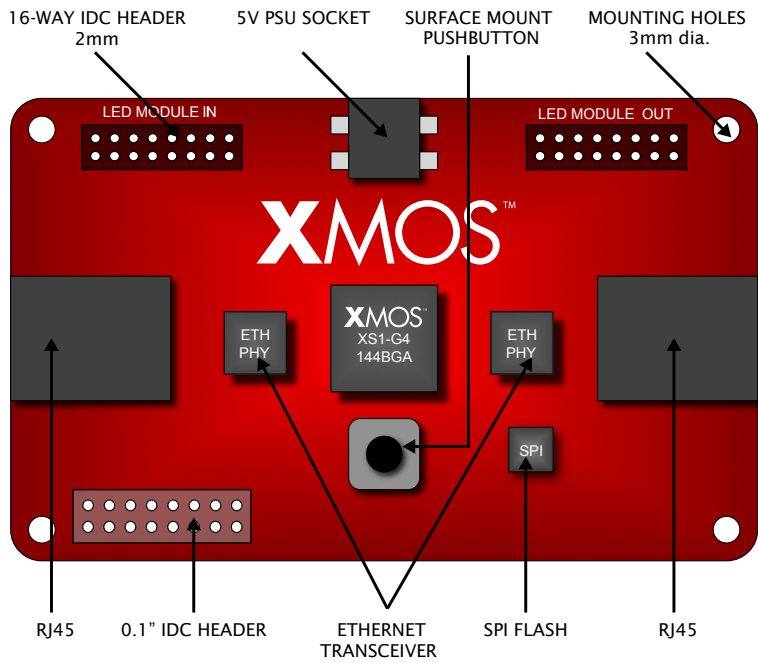 16-WAY IDC HEADER
2mm
5V PSU SOCKET
SURFACE MOUNT
PUSHBUTTON
MOUNTING HOLES
3mm dia.
LED MODULE IN
LED MODULE OUT
XMOS™
XMOS™
XS1-G4
144BGA
ETH
PHY
ETH
PHY
SPI
RJ45
0.1” IDC HEADER
ETHERNET
TRANSCEIVER
SPI FLASH
RJ45